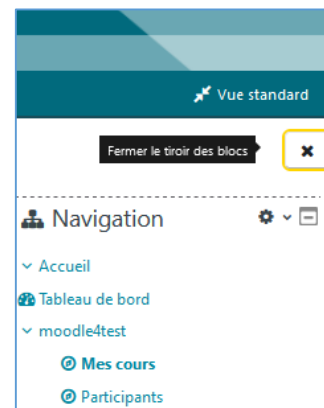 Vue standard
Fermer le tiroir des blocs
Navigation
Accueil
Tableau de bord
moodle4test
Mes cours
Participants